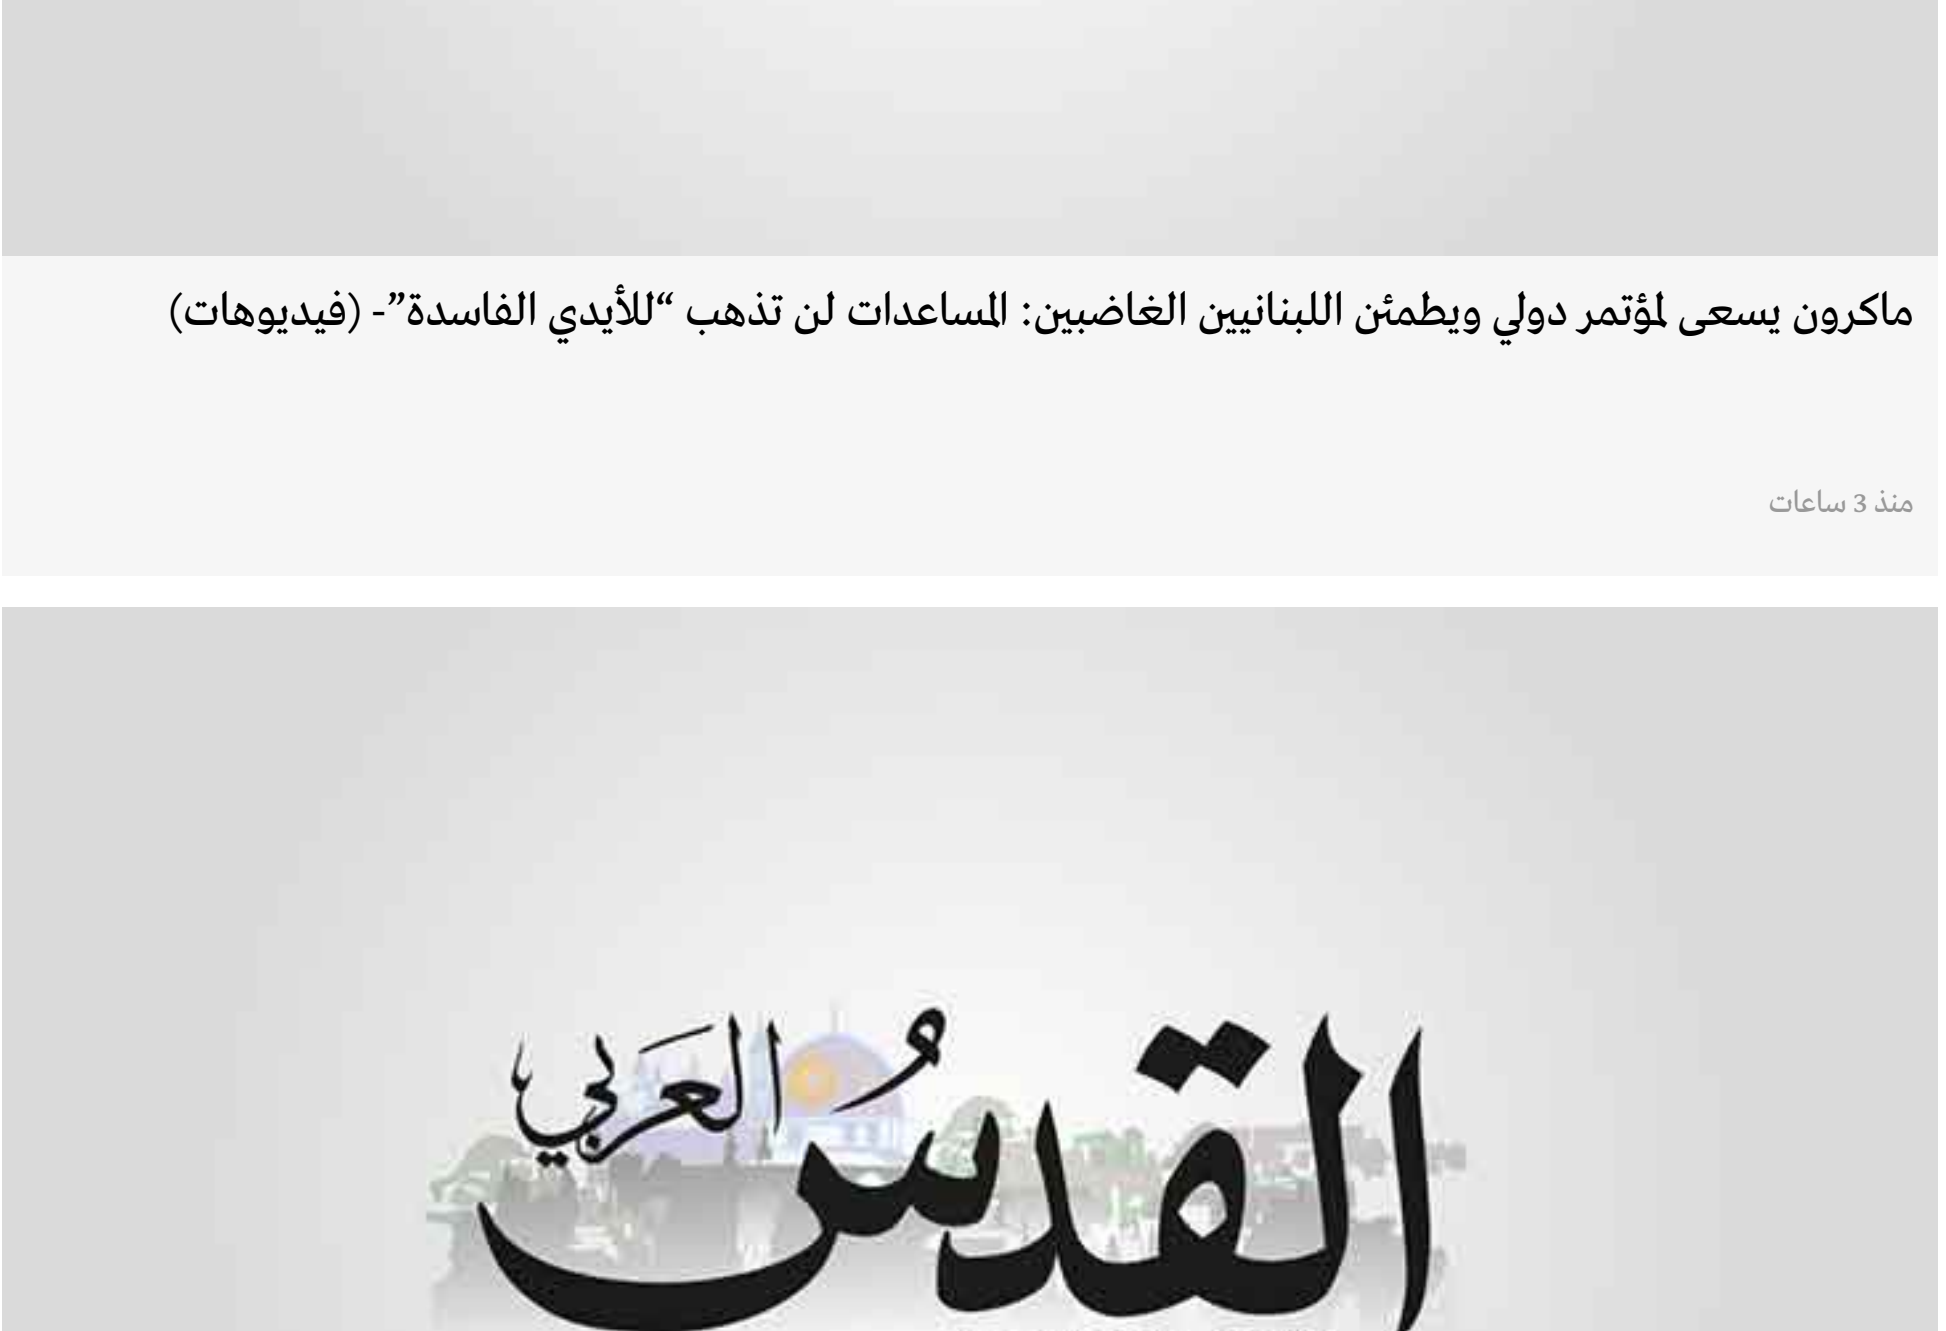 ماكرون يسعى لمؤتمر دولي ويطمئن اللبنانيين الغاضبين: المساعدات لن تذهب “للأيدي الفاسدة”- (فيديوهات)
منذ 3 ساعات
القدس العربي